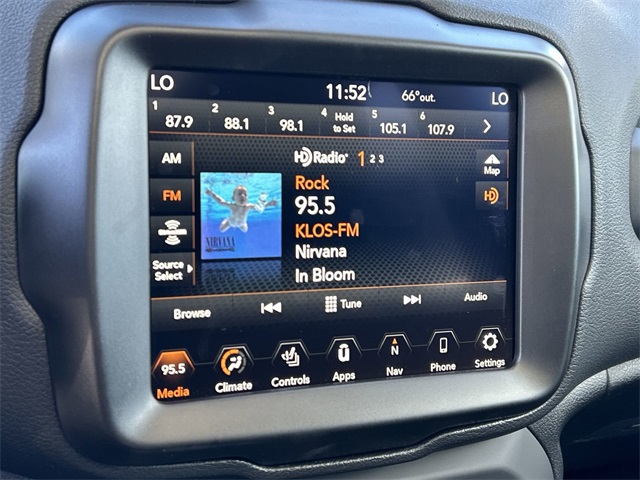 LO 11:52 66°out. LO
1 87.9 2 88.1 3 98.1 4 Hold to Set 5 105.1 6 107.9
AM
HD Radio 1 2 3
Map
FM
Rock
HD
95.5
KLOS-FM
NIRVANA
Nirvana
Source
Select
In Bloom
Browse Tune Audio
95.5
Media
Climate
Controls
u
Apps
N
Nav
Phone
Settings